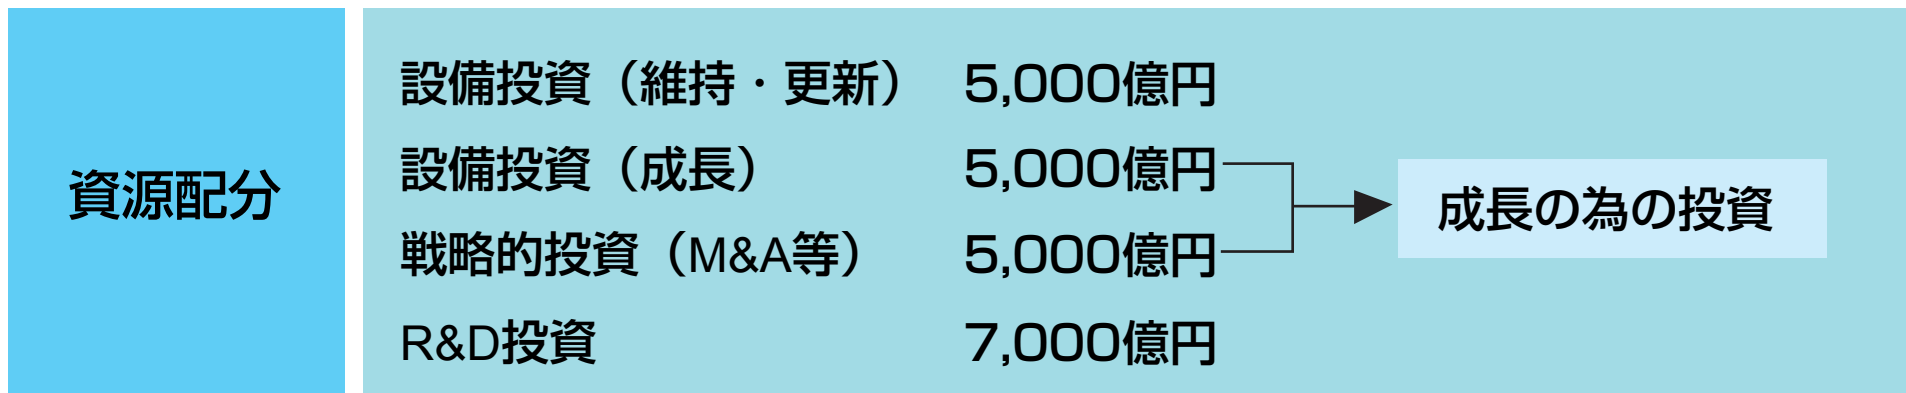 資源配分
設備投資（維持・更新） 5,000億円
設備投資（成長） 5,000億円
戦略的投資（M&A等） 5,000億円
R&D投資 7,000億円
成長の為の投資